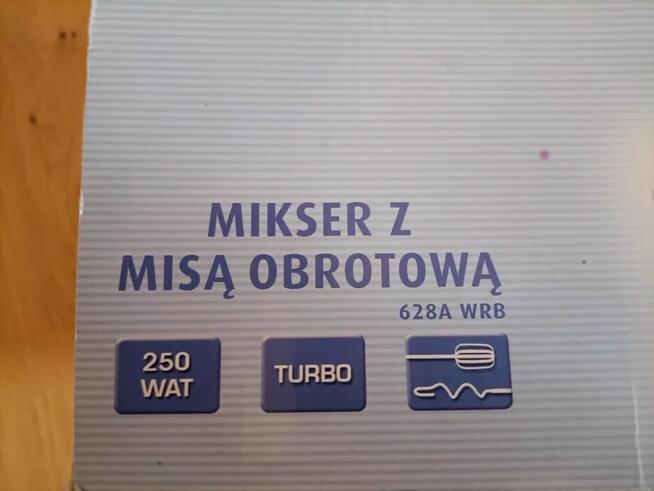 MIKSER Z
MISĄ OBROTOWĄ
628A WRB
250
WAT
TURBO